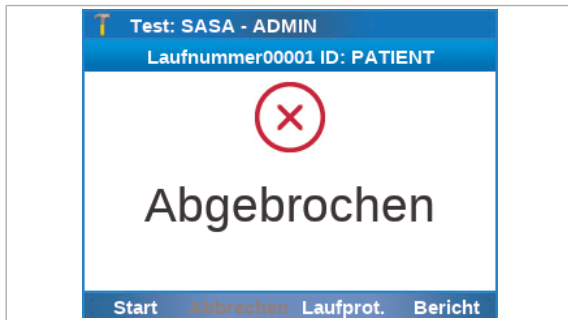 Test: SASA - ADMIN
Laufnummer00001 ID: PATIENT
Abgebrochen
Start Abbrechen Laufprot. Bericht